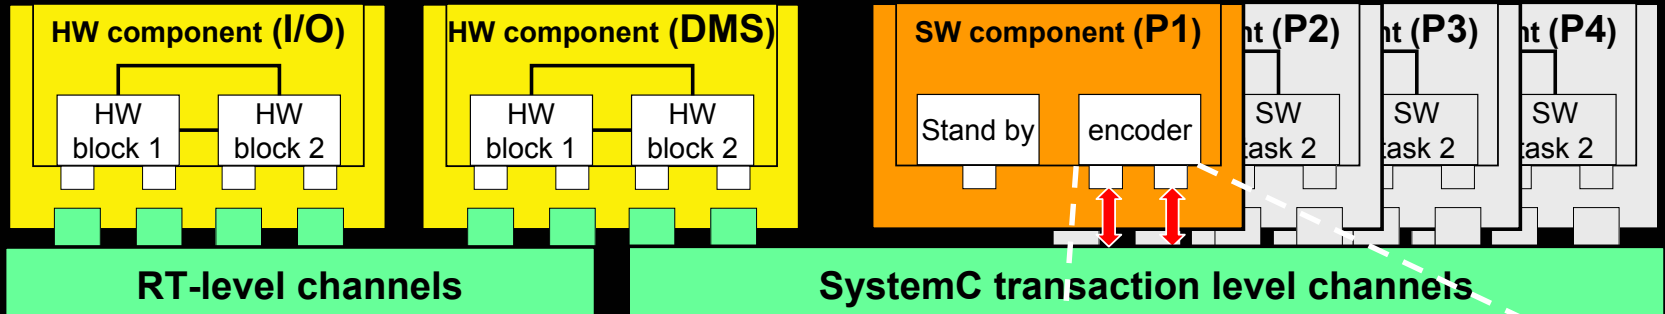 HW component (I/O)
HW
block 1
HW
block 2
HW component (DMS)
HW
block 1
HW
block 2
SW component (P1)
Stand by
encoder
nt (P2)
SW
task 2
nt (P3)
SW
task 2
nt (P4)
SW
task 2
RT-level channels
SystemC transaction level channels